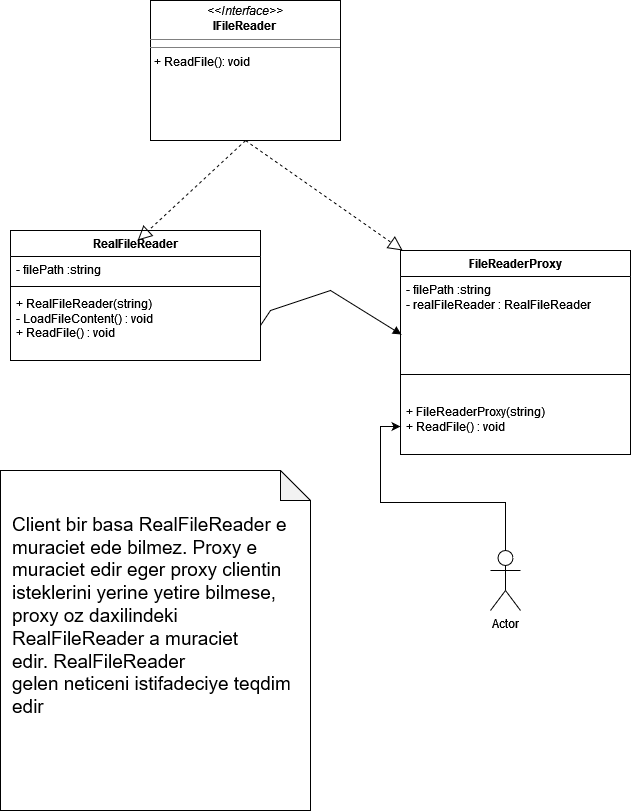 <<Interface>>
IFileReader
+ ReadFile(): void
RealFileReader
- filePath :string
+ RealFileReader(string)
- LoadFileContent() : void
+ ReadFile() : void
FileReaderProxy
- filePath :string
- realFileReader : RealFileReader
+ FileReaderProxy(string)
+ ReadFile() : void
Client bir basa RealFileReader e
muraciet ede bilmez. Proxy e
muraciet edir eger proxy clientin
isteklerini yerine yetire bilmese,
proxy oz daxilindeki
RealFileReader a muraciet
edir. RealFileReader
gelen neticeni istifadeciye teqdim
edir
Actor